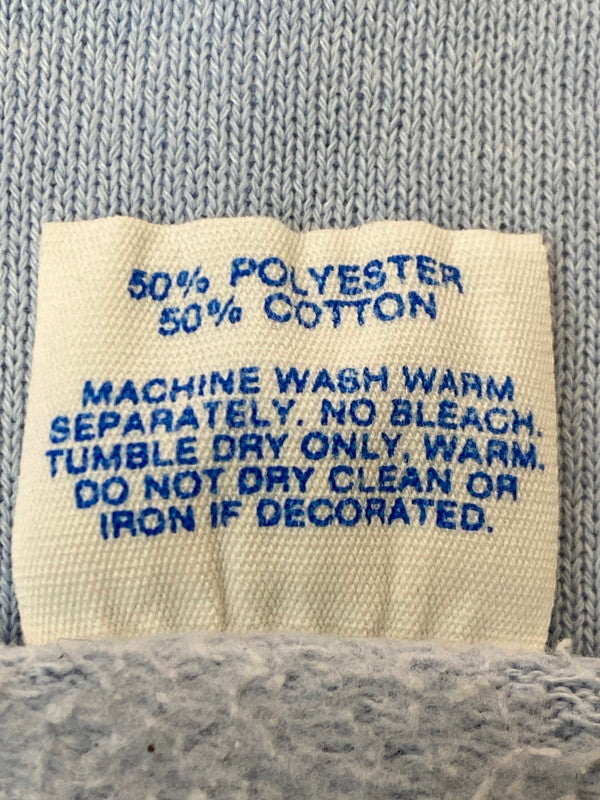 50% POLYESTER
50% COTTON
MACHINE WASH WARM
SEPARATELY. NO BLEACH.
TUMBLE DRY ONLY, WARM.
DO NOT DRY CLEAN OR
IRON IF DECORATED.